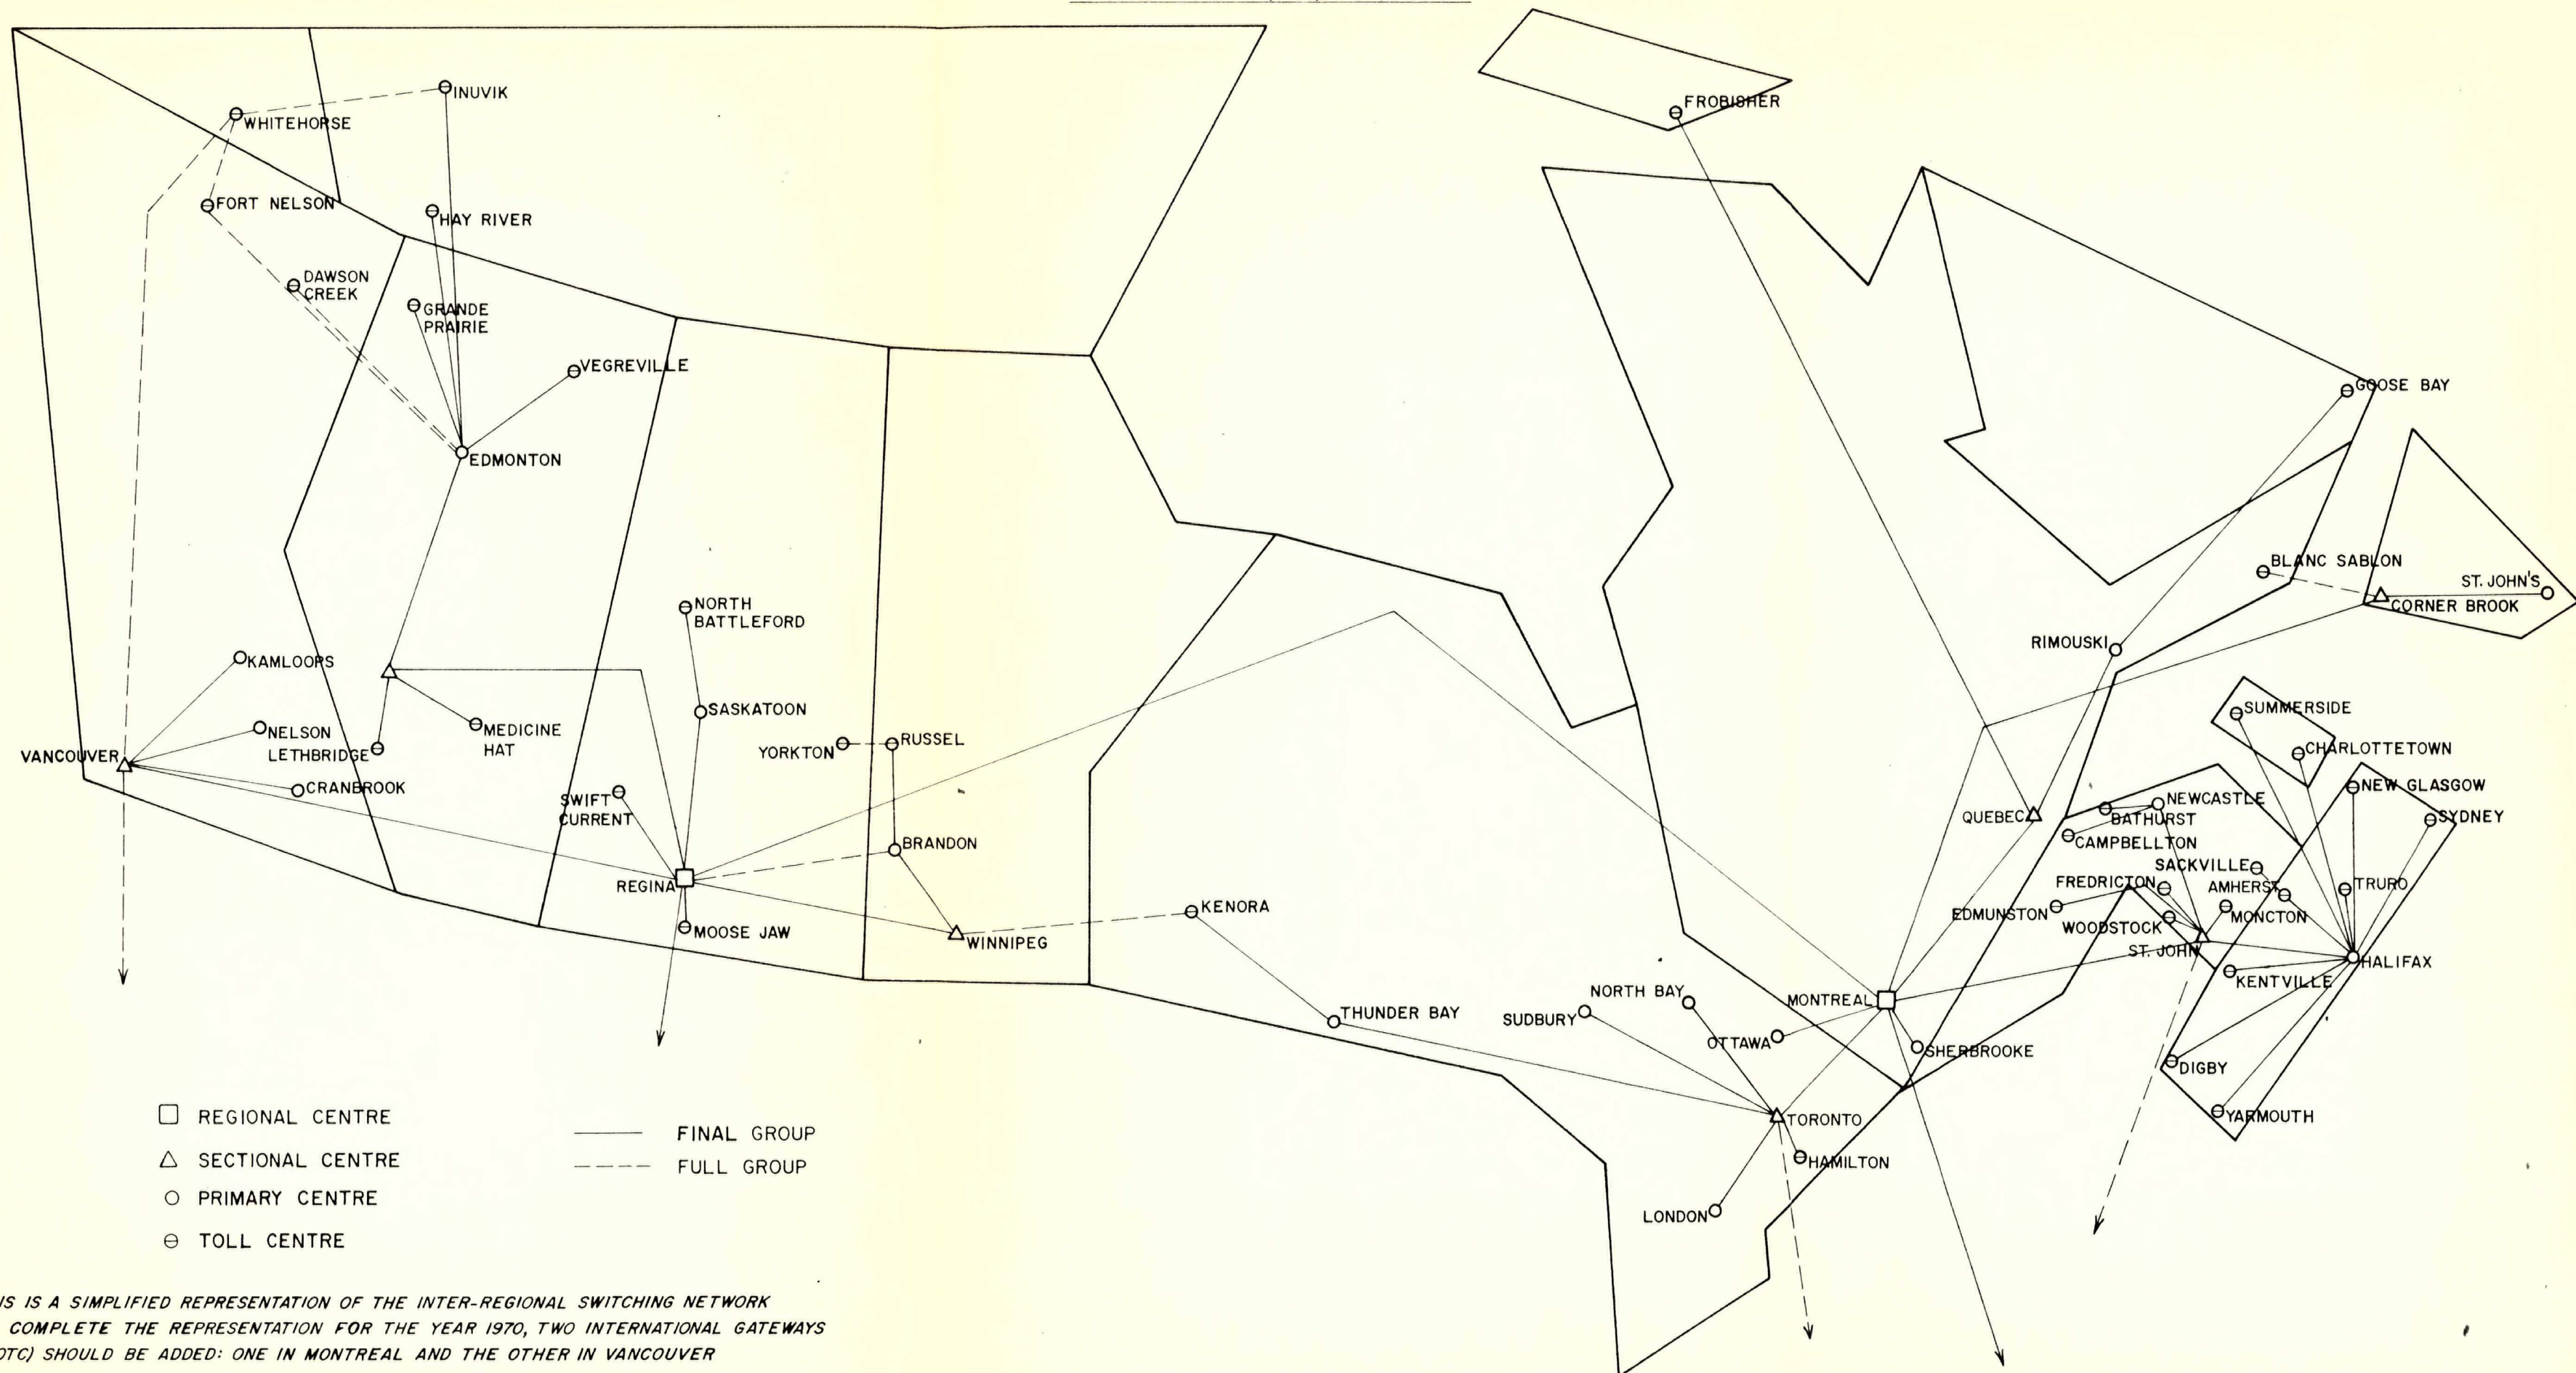 FROBISHER
INUVIK
WHITEHORSE
FORT NELSON
HAY RIVER
DAWSON
CREEK
GRANDE
PRAIRIE
VEGREVILLE
GOOSE BAY
EDMONTON
BLANC SABLON
ST. JOHN'S
CORNER BROOK
NORTH
BATTLEFORD
RIMOUSKI
KAMLOOPS
SASKATOON
SUMMERSIDE
NELSON
MEDICINE
HAT
LETHBRIDGE
VANCOUVER
YORKTON
RUSSEL
CHARLOTTETOWN
CRANBROOK
SWIFT
CURRENT
NEW GLASGOW
NEWCASTLE
QUEBEC
BATHURST
SYDNEY
CAMPBELLTON
BRANDON
SACKVILLE
REGINA
FREDRICTON
AMHERST
TRURO
KENORA
EDMUNSTON
MONCTON
WOODSTOCK
MOOSE JAW
WINNIPEG
ST. JOHN
HALIFAX
KENTVILLE
NORTH BAY
MONTREAL
THUNDER BAY
SUDBURY
OTTAWA
SHERBROOKE
DIGBY
TORONTO
YARMOUTH
HAMILTON
LONDON
REGIONAL CENTRE
SECTIONAL CENTRE
PRIMARY CENTRE
TOLL CENTRE
FINAL GROUP
FULL GROUP
IS IS A SIMPLIFIED REPRESENTATION OF THE INTER-REGIONAL SWITCHING NETWORK
COMPLETE THE REPRESENTATION FOR THE YEAR 1970, TWO INTERNATIONAL GATEWAYS
OTC) SHOULD BE ADDED: ONE IN MONTREAL AND THE OTHER IN VANCOUVER